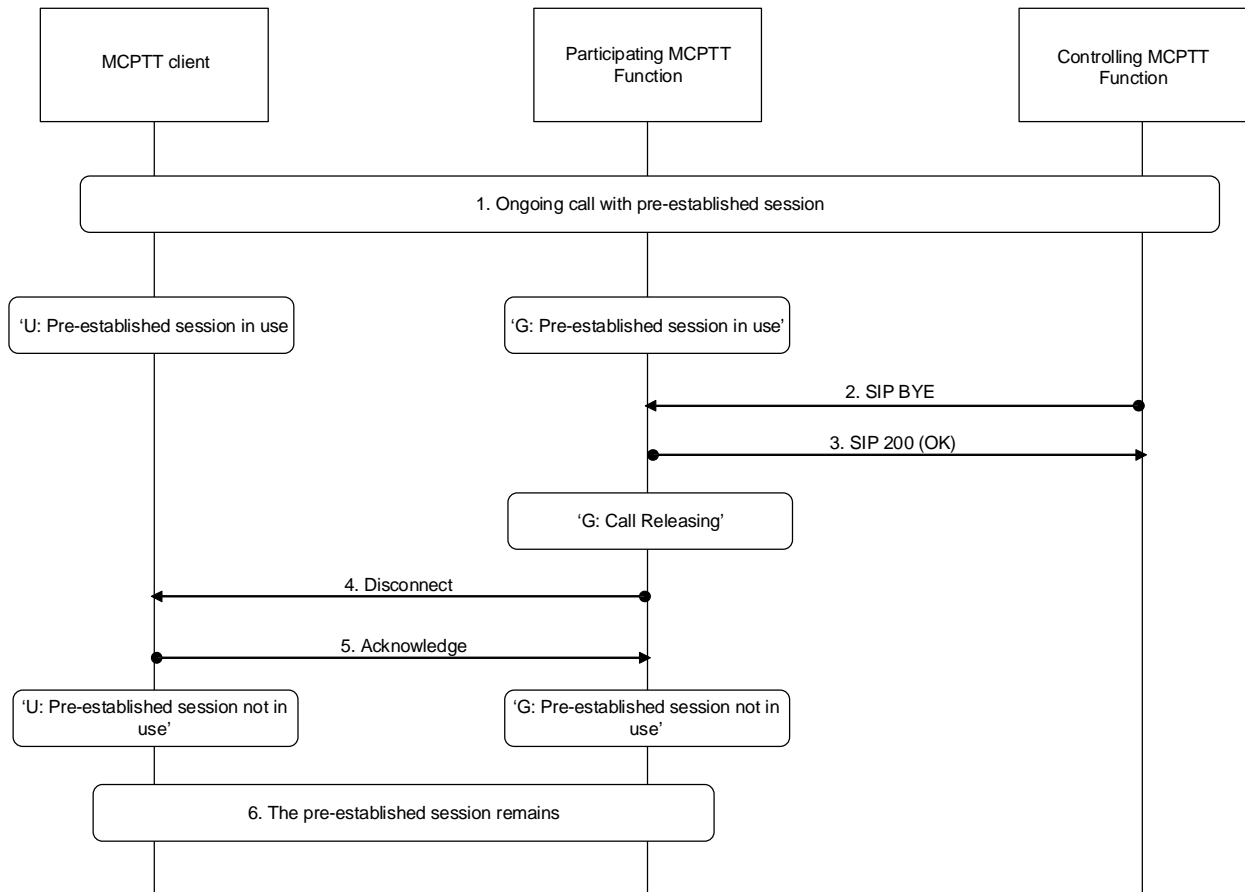 MCPTT client
Participating MCPTT
Function
Controlling MCPTT
Function
1. Ongoing call with pre-established session
‘U: Pre-established session in use
‘G: Pre-established session in use’
2. SIP BYE
3. SIP 200 (OK)
‘G: Call Releasing’
4. Disconnect
5. Acknowledge
‘U: Pre-established session not in
use’
‘G: Pre-established session not in
use’
6. The pre-established session remains